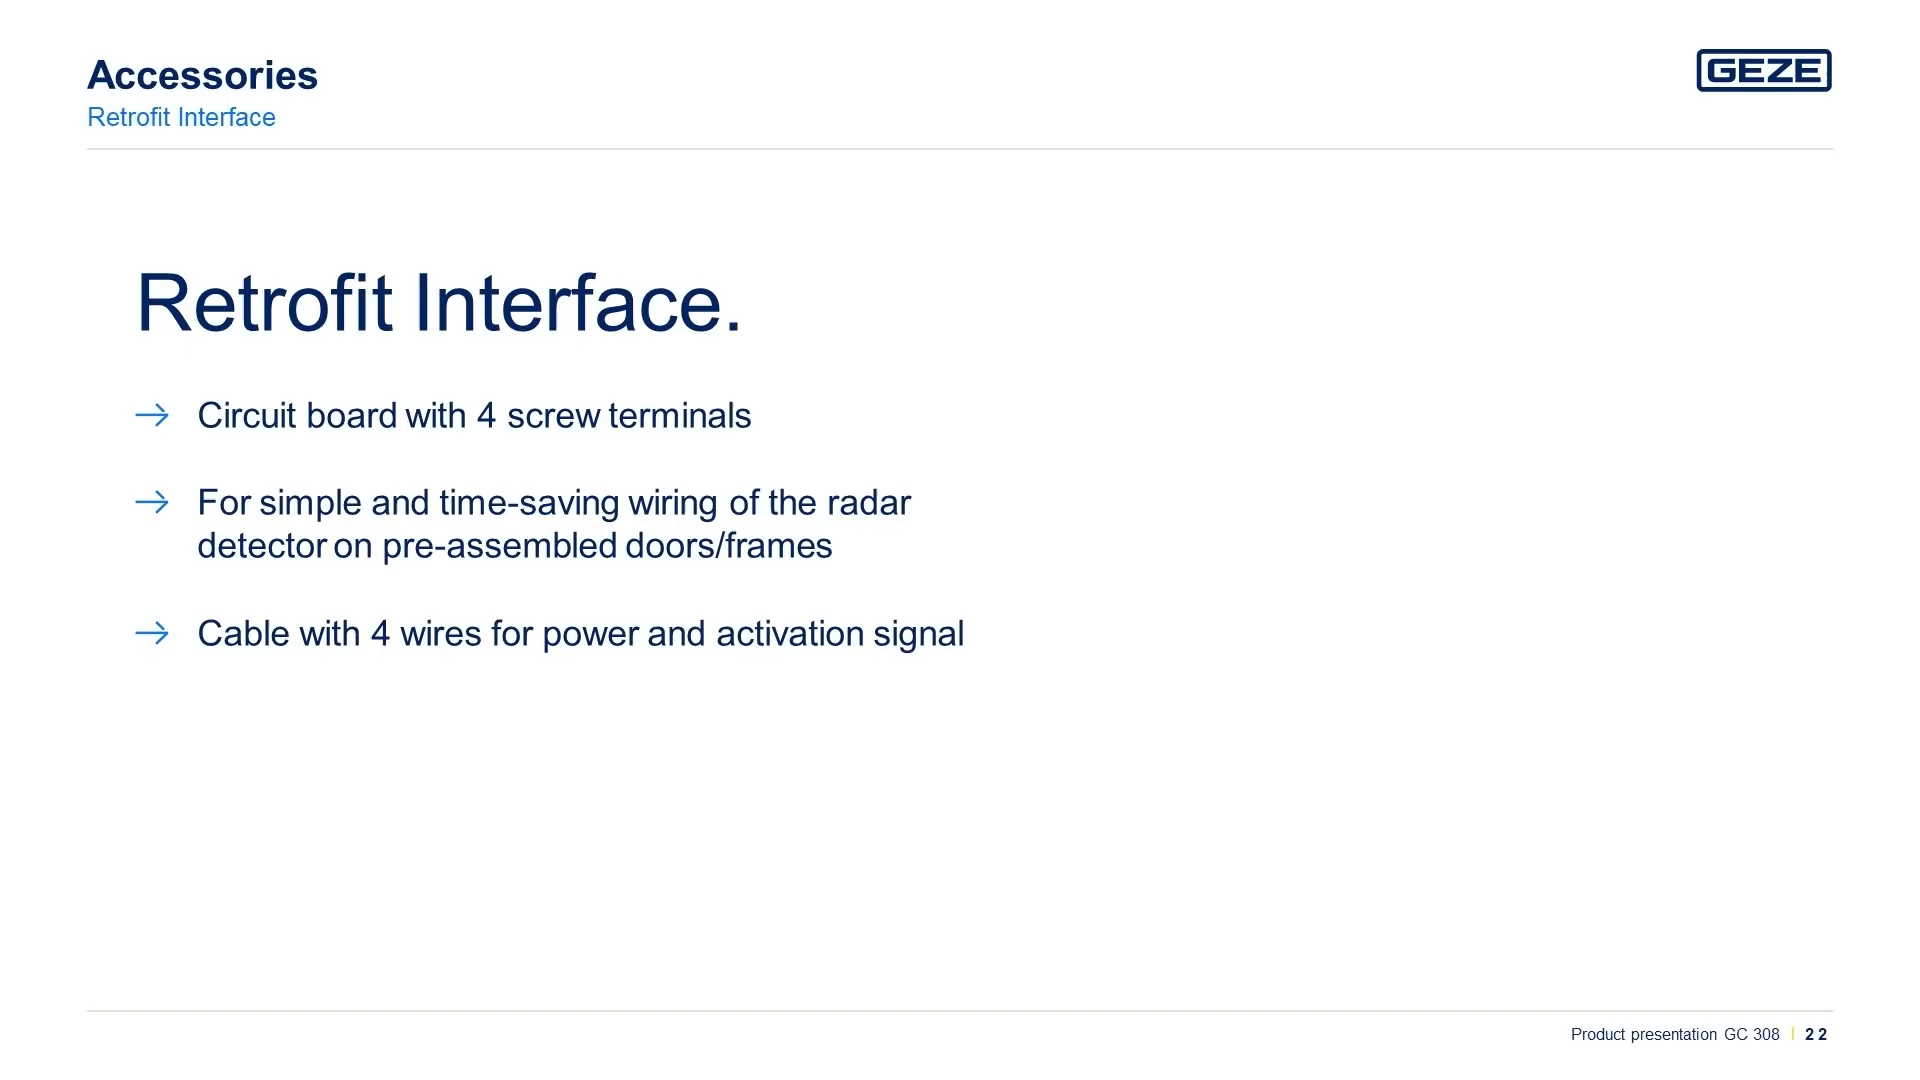 Accessories
GEZE
Retrofit Interface
Retrofit Interface.
→ Circuit board with 4 screw terminals
→ For simple and time-saving wiring of the radar
detector on pre-assembled doors/frames
→ Cable with 4 wires for power and activation signal
Product presentation GC 308 | 22